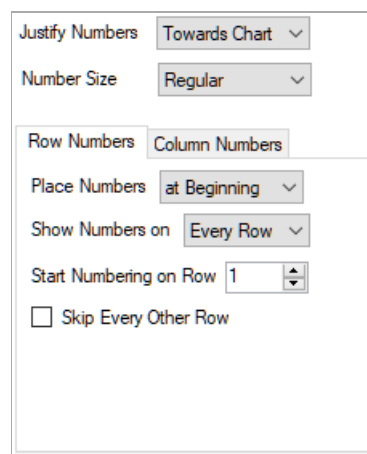 Justify Numbers Towards Chart
Number Size Regular
Row Numbers Column Numbers
Place Numbers at Beginning
Show Numbers on Every Row
Start Numbering on Row 1
Skip Every Other Row